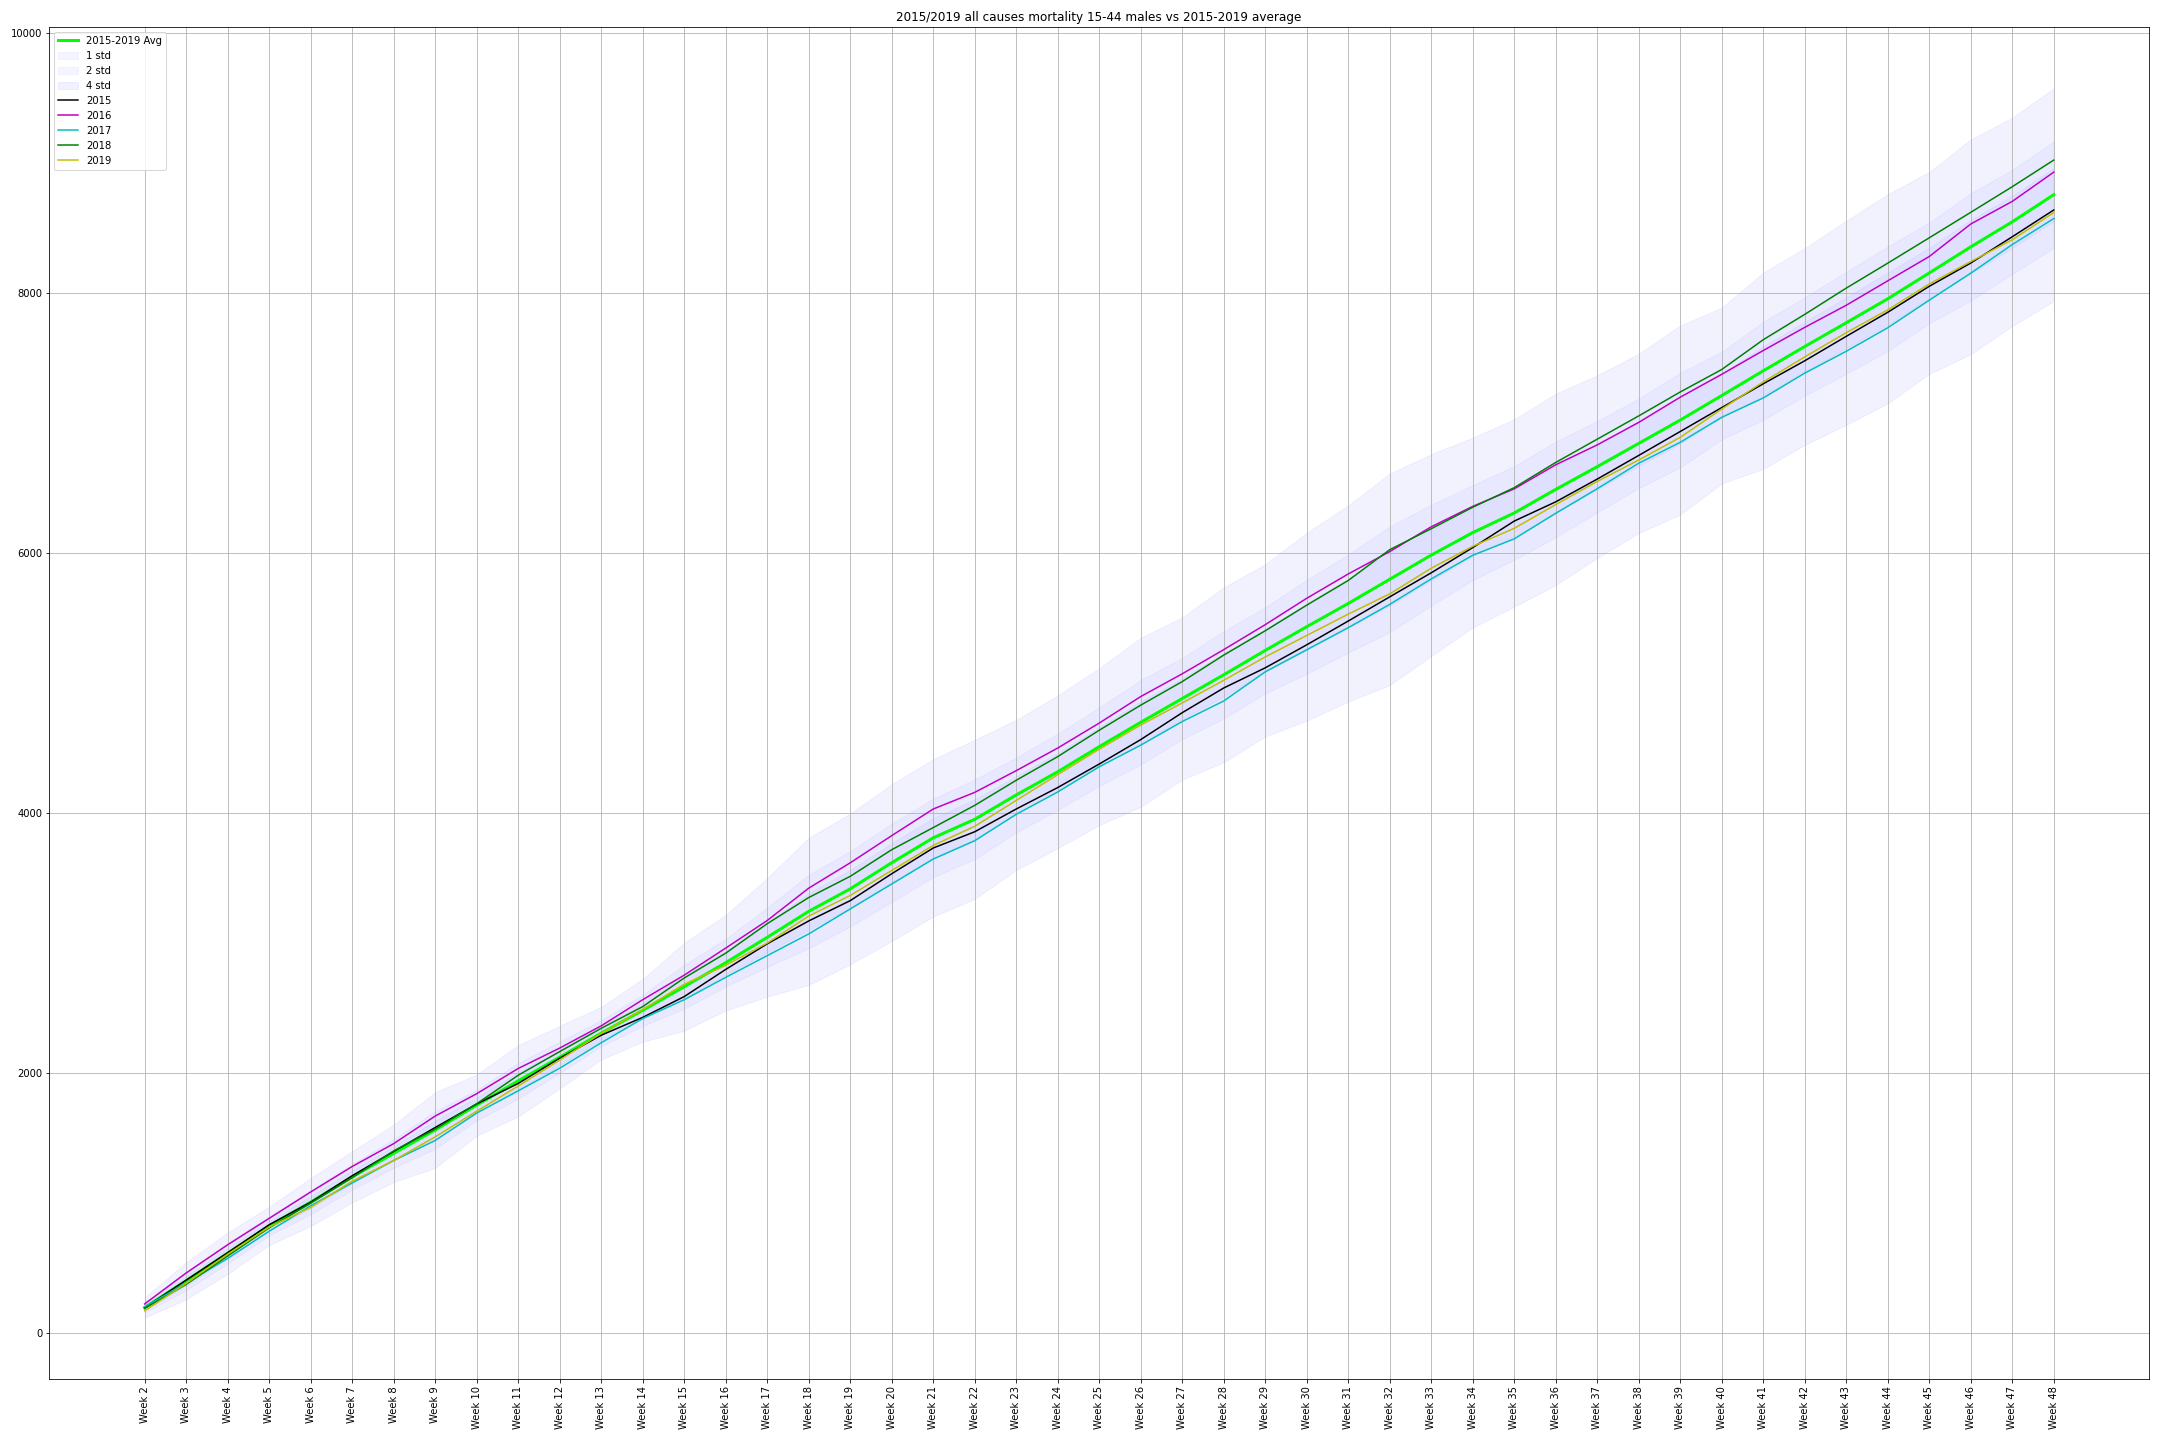 2015/2019 all causes mortality 15-44 males vs 2015-2019 average
10000
8000
6000
4000
2000
0
2015-2019 Avg
1 std
2 std
4 std
2015
2016
2017
2018
2019
Week 2
Week 3
Week 4
Week 5
Week 6
Week 7
Week 8
Week 9
Week 10
Week 11
Week 12
Week 13
Week 14
Week 15
Week 16
Week 17
Week 18
Week 19
Week 20
Week 21
Week 22
Week 23
Week 24
Week 25
Week 26
Week 27
Week 28
Week 29
Week 30
Week 31
Week 32
Week 33
Week 34
Week 35
Week 36
Week 37
Week 38
Week 39
Week 40
Week 41
Week 42
Week 43
Week 44
Week 45
Week 46
Week 47
Week 48